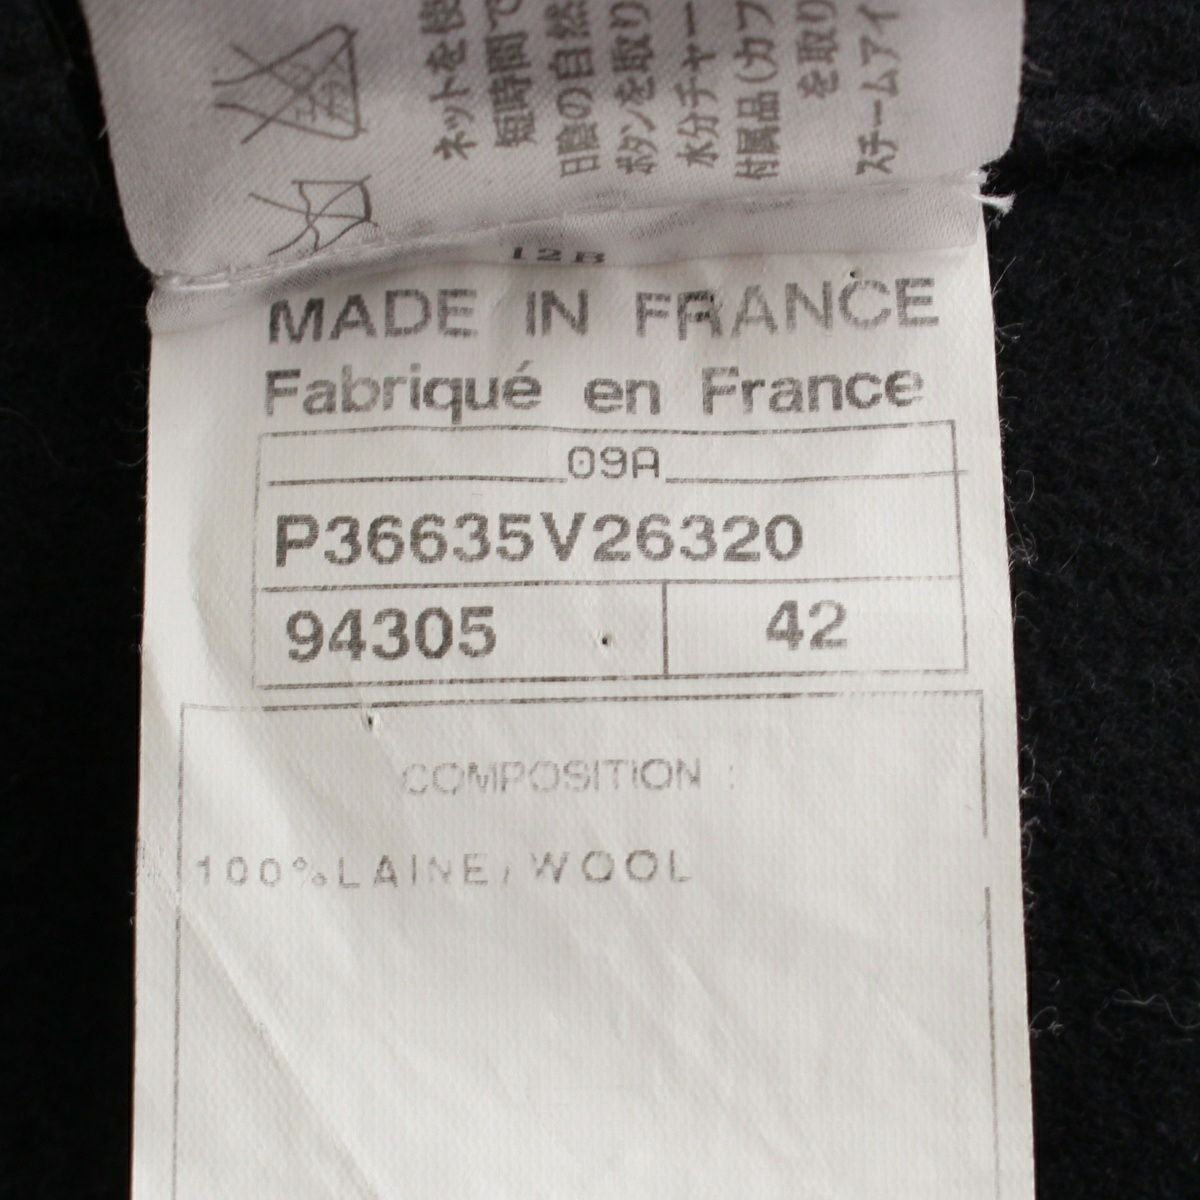 ネットを使
短時間で
日陰の自然
ボタンを取り
水分チャー
付属品(カフ
を取り
スチームアイ
12B
MADE IN FRANCE
Fabriqué en France
09A
P36635V26320
94305 42
COMPOSITION :
100%LAINE/WOOL